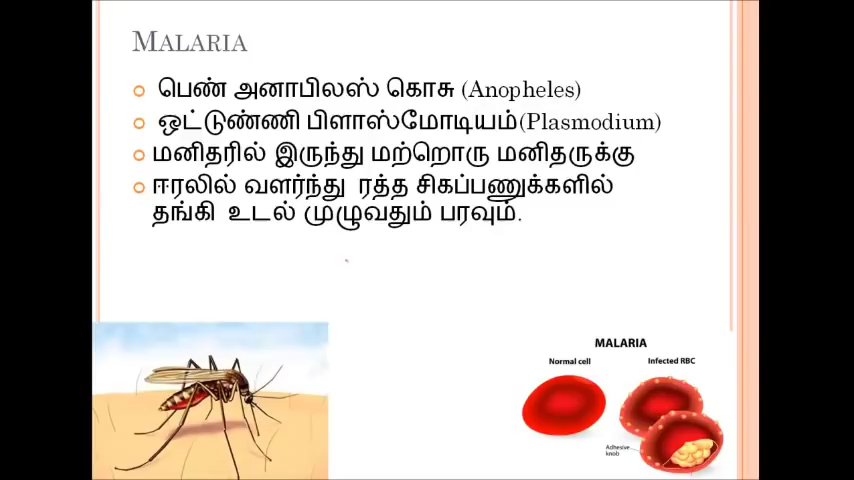 MALARIA
பெண் அனாபிலஸ் கொசு (Anopheles)
ஒட்டுண்ணி பிளாஸ்மோடியம்(Plasmodium)
மனிதரில் இருந்து மற்றொரு மனிதருக்கு
ஈரலில் வளர்ந்து ரத்த சிகப்பணுக்களில்
தங்கி உடல் முழுவதும் பரவும்.
MALARIA
Normal cell
Infected RBC
Adhesive
knob